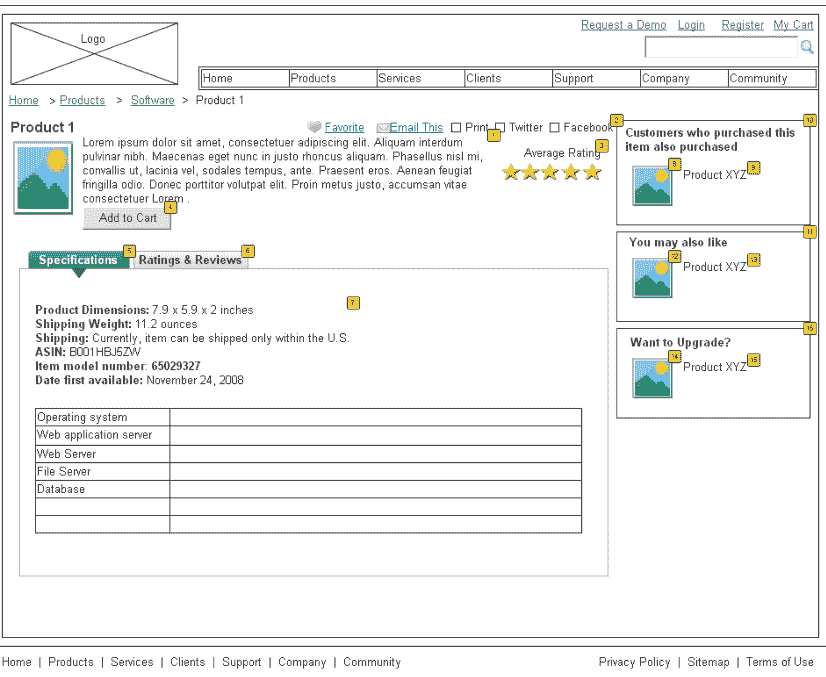 Request a Demo Login Register My Cart
Logo
Home Products Services Clients Support Company Community
Home > Products > Software > Product 1
Product 1
Favorite Email This Print Twitter Facebook
Lorem ipsum dolor sit amet, consectetuer adipiscing elit. Aliquam interdum
pulvinar nibh. Maecenas eget nunc in justo rhoncus aliquam. Phasellus nisl mi,
convallis ut, lacinia vel, sodales tempus, ante. Praesent eros. Aenean feugiat
fringilla odio. Donec porttitor volutpat elit. Proin metus justo, accumsan vitae
consectetuer Lorem .
Average Rating
Add to Cart
Specifications Ratings & Reviews
Product Dimensions: 7.9 x 5.9 x 2 inches
Shipping Weight: 11.2 ounces
Shipping: Currently, item can be shipped only within the U.S.
ASIN: B001HBJ5ZW
Item model number: 65029327
Date first available: November 24, 2008
Operating system
Web application server
Web Server
File Server
Database
Customers who purchased this
item also purchased
Product XYZ
You may also like
Product XYZ
Want to Upgrade?
Product XYZ
Home | Products | Services | Clients | Support | Company | Community
Privacy Policy | Sitemap | Terms of Use